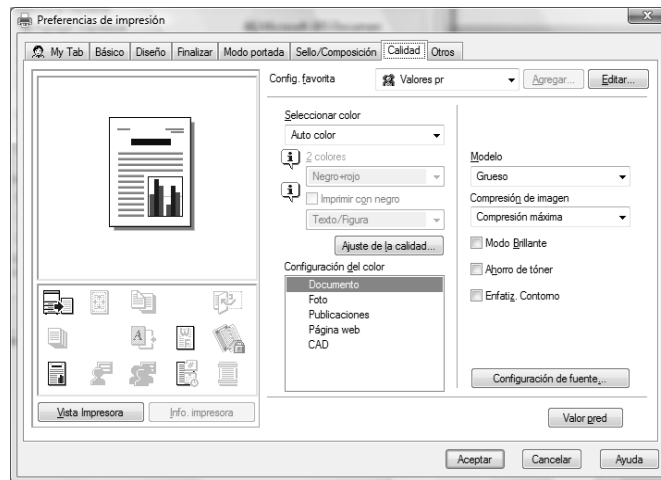 Preferencias de impresión
My Tab Básico Diseño Finalizar Modo portada Sello/Composición Calidad Otros
Config. favorita Valores pr Agregar... Editar...
Seleccionar color
Auto color
2 colores
Negro+rojo
Imprimir con negro
Texto/Figura
Ajuste de la calidad...
Configuración del color
Documento
Foto
Publicaciones
Página web
CAD
Modelo
Grueso
Compresión de imagen
Compresión máxima
Modo Brillante
Ahorro de tóner
Enfatiz. Contorno
Configuración de fuente...
Vista Impresora Info. impresora
Valor pred
Aceptar Cancelar Ayuda